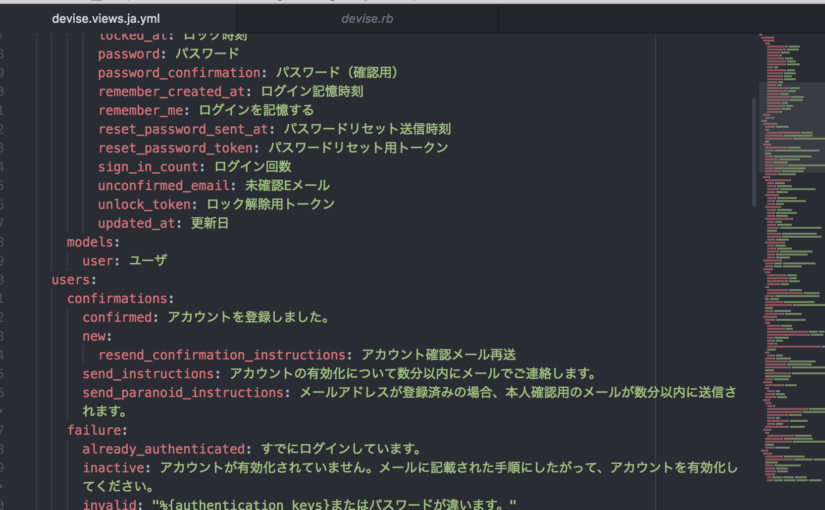 devise.views.ja.yml devise.rb
locked_at: ロック時刻
password: パスワード
password_confirmation: パスワード（確認用）
remember_created_at: ログイン記憶時刻
remember_me: ログインを記憶する
reset_password_sent_at: パスワードリセット送信時刻
reset_password_token: パスワードリセット用トークン
sign_in_count: ログイン回数
unconfirmed_email: 未確認Eメール
unlock_token: ロック解除用トークン
updated_at: 更新日
models:
user: ユーザ
users:
confirmations:
confirmed: アカウントを登録しました。
new:
resend_confirmation_instructions: アカウント確認メール再送
send_instructions: アカウントの有効化について数分以内にメールでご連絡します。
send_paranoid_instructions: メールアドレスが登録済みの場合、本人確認用のメールが数分以内に送信さ
れます。
failure:
already_authenticated: すでにログインしています。
inactive: アカウントが有効化されていません。メールに記載された手順にしたがって、アカウントを有効化し
てください。
invalid: "%{authentication_keys}またはパスワードが違います。"